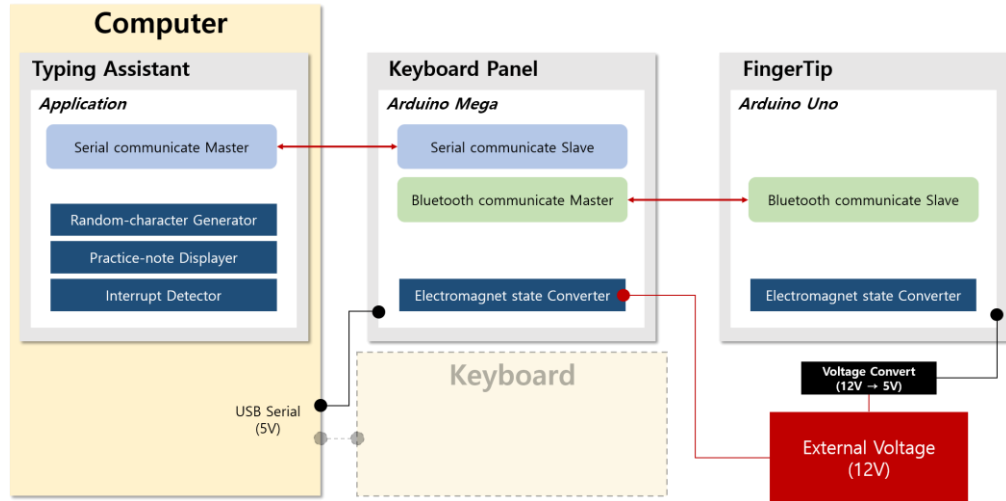 Computer
Typing Assistant
Application
Serial communicate Master
Random-character Generator
Practice-note Displayer
Interrupt Detector
USB Serial
(5V)
Keyboard Panel
Arduino Mega
Serial communicate Slave
Bluetooth communicate Master
Electromagnet state Converter
Keyboard
FingerTip
Arduino Uno
Bluetooth communicate Slave
Electromagnet state Converter
Voltage Convert
(12V → 5V)
External Voltage
(12V)